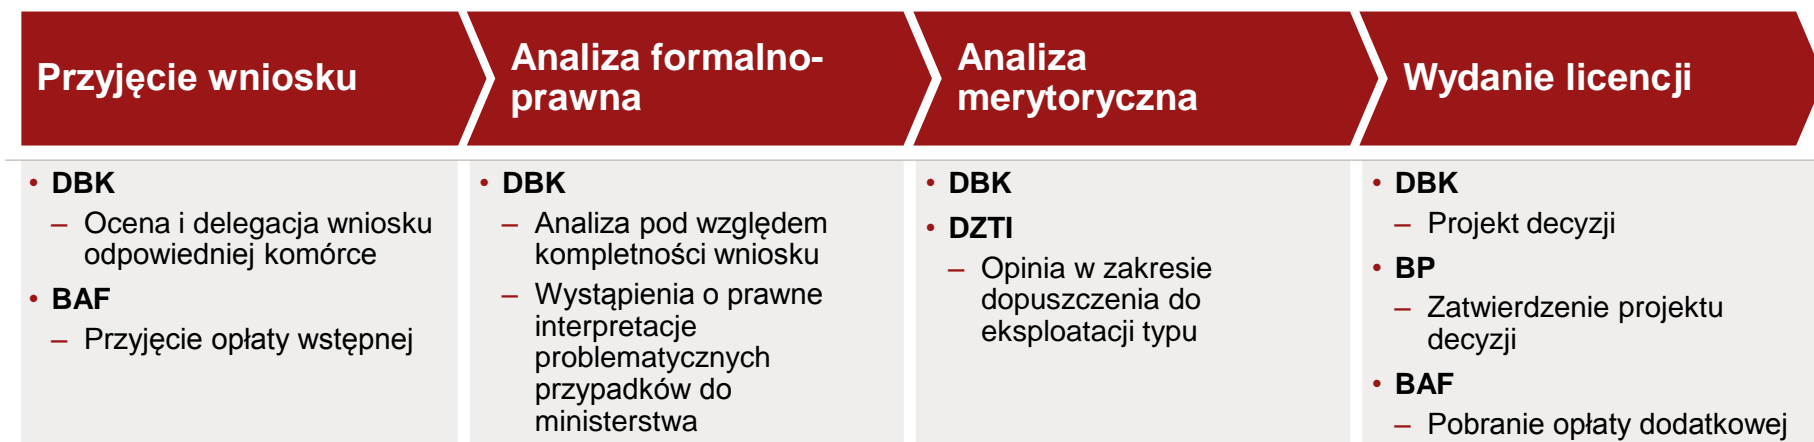 Przyjęcie wniosku
Analiza formalno-
prawna
Analiza
merytoryczna
Wydanie licencji
• DBK
– Ocena i delegacja wniosku
odpowiedniej komórce
• BAF
– Przyjęcie opłaty wstępnej
• DBK
– Analiza pod względem
kompletności wniosku
– Wystąpienia o prawne
interpretacje
problematycznych
przypadków do
ministerstwa
• DBK
• DZTI
– Opinia w zakresie
dopuszczenia do
eksploatacji typu
• DBK
– Projekt decyzji
• BP
– Zatwierdzenie projektu
decyzji
• BAF
– Pobranie opłaty dodatkowej